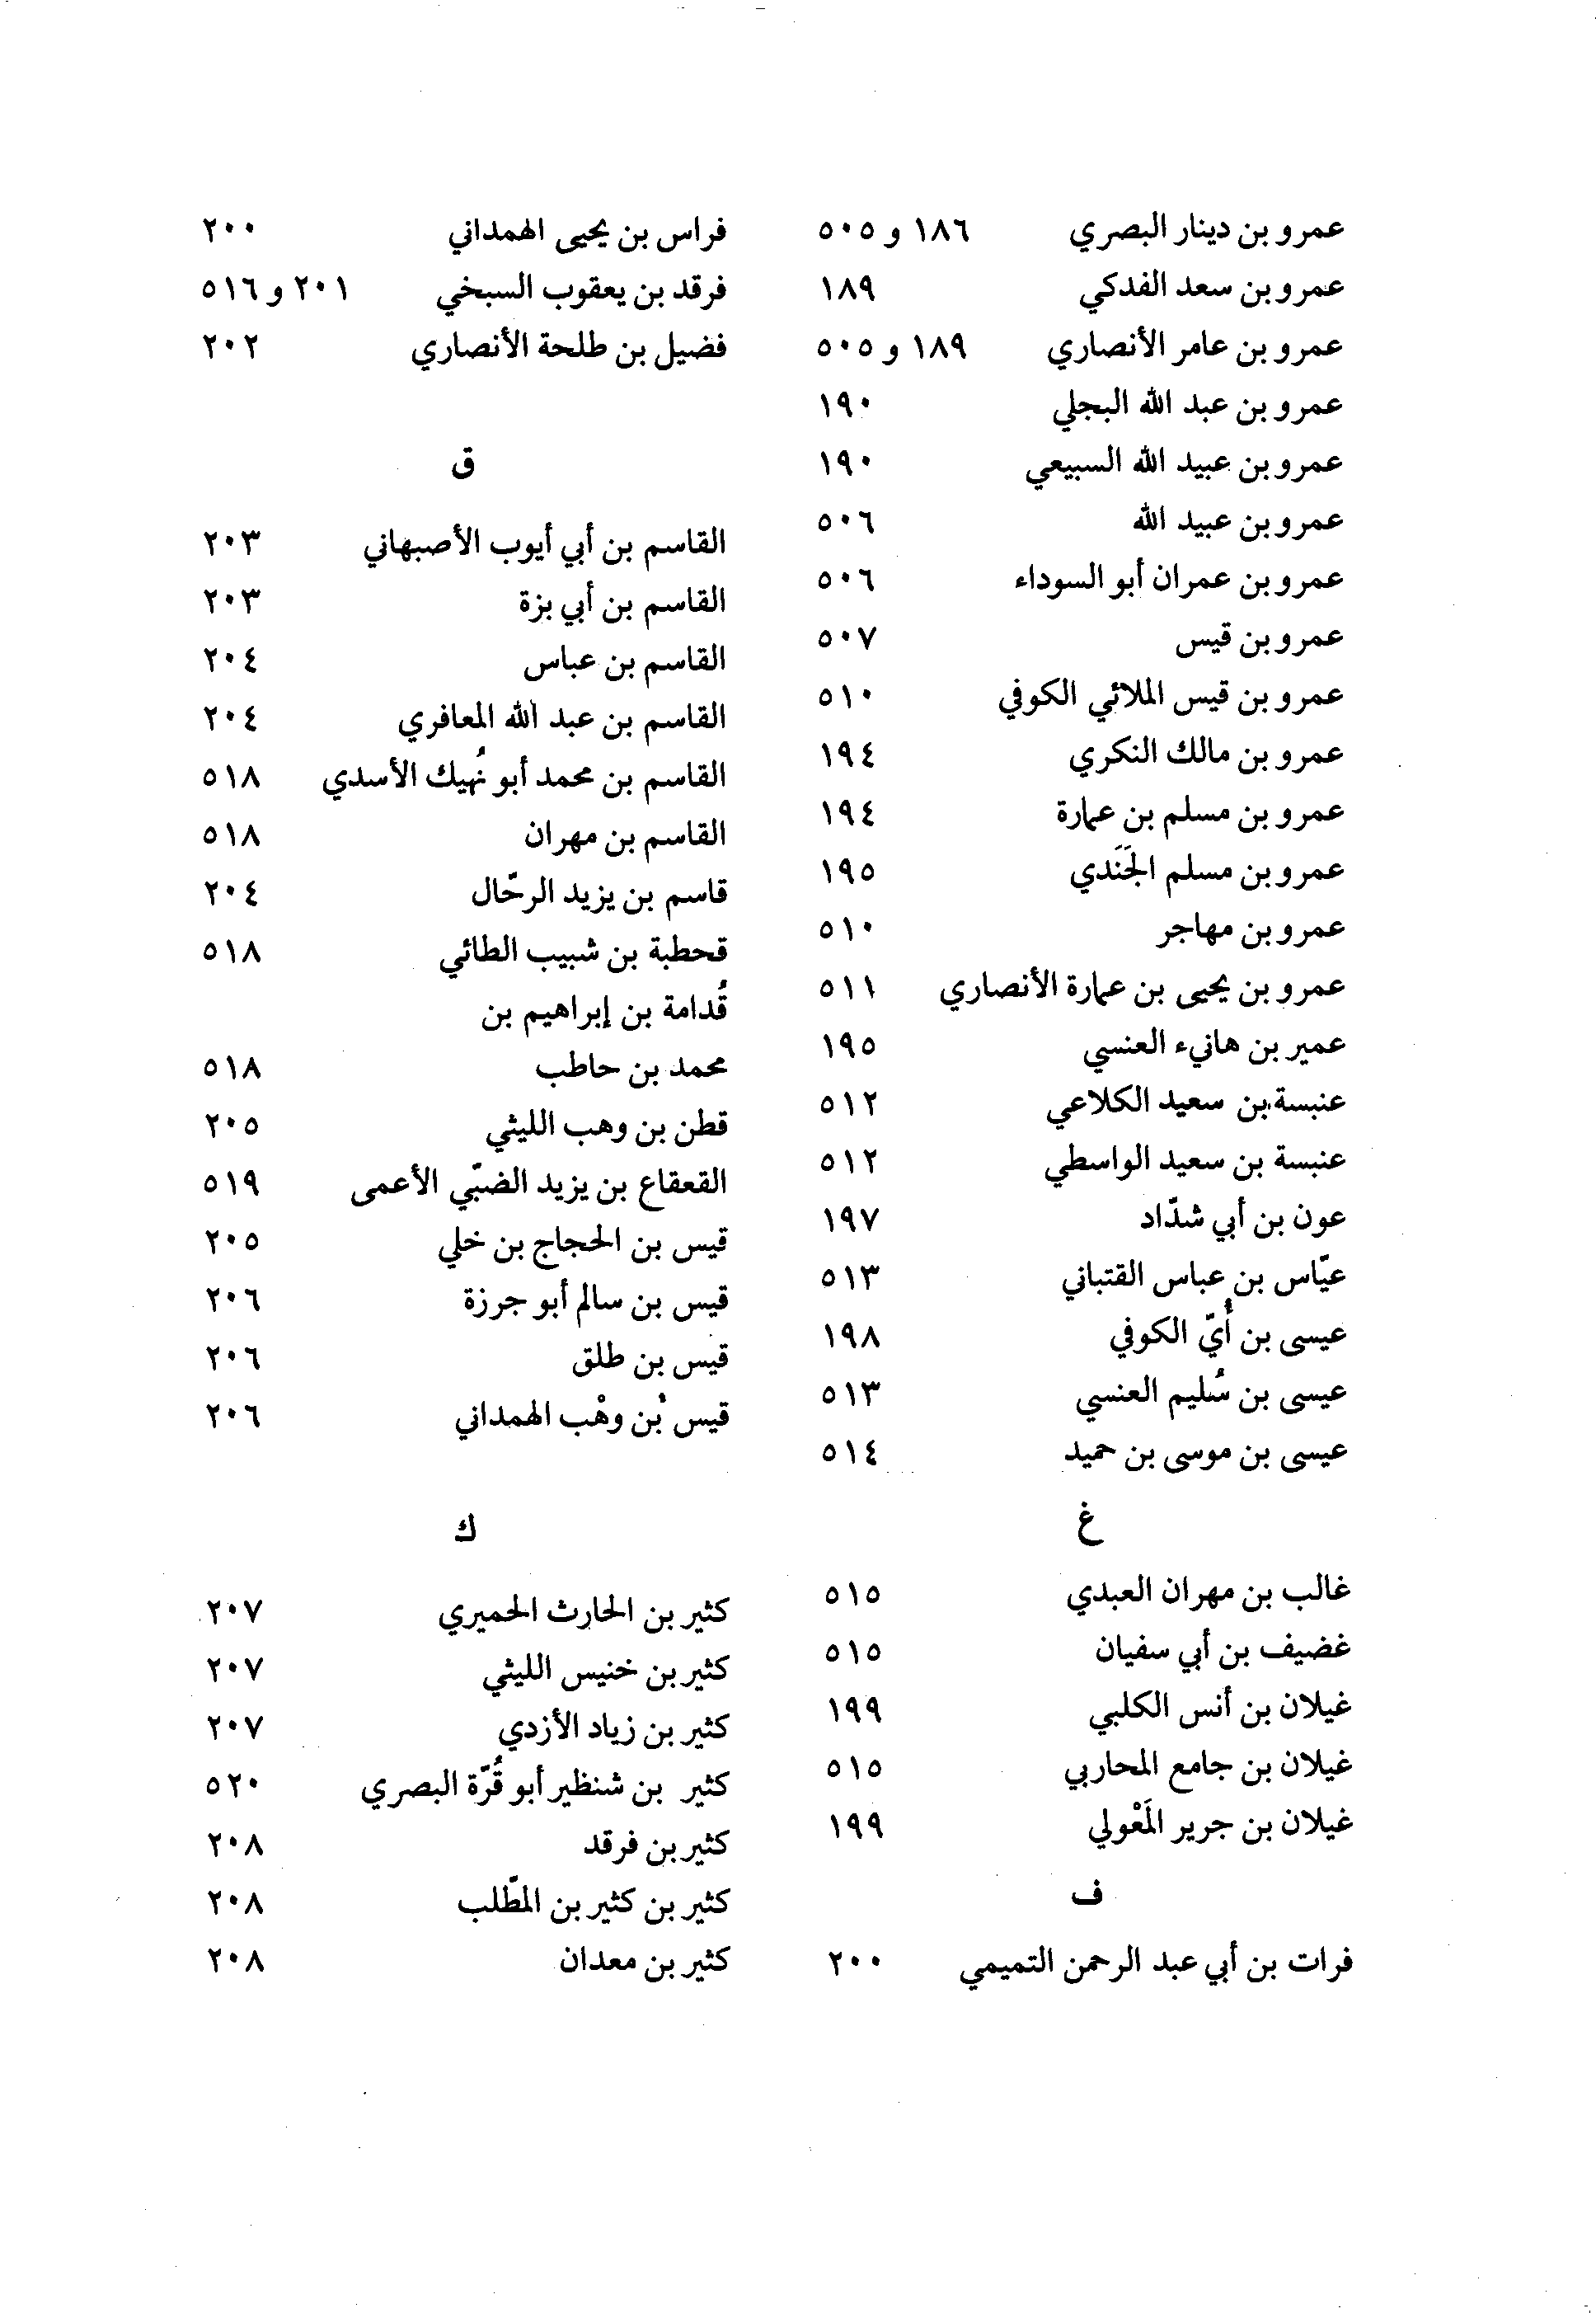 عمرو بن دينار البصري ١٨٦ و ٥٠٥
عمرو بن سعد الفدكي ١٨٩
عمرو بن عامر الأنصاري ١٨٩ و ٥٠٥
عمرو بن عبد الله البجلي ١٩٠
عمرو بن عبيد الله السبيعي ١٩٠
عمرو بن عبيد الله ٥٠٦
عمرو بن عمران أبو السوداء ٥٠٦
عمرو بن قيس ٥٠٧
عمرو بن قيس الملائي الكوفي ٥١٠
عمرو بن مالك النكري ١٩٤
عمرو بن مسلم بن عمارة ١٩٤
عمرو بن مسلم الجَنَدي ١٩٥
عمرو بن مهاجر ٥١٠
عمرو بن يحيى بن عمارة الأنصاري ٥١١
عمير بن هانيء العنسي ١٩٥
عنبسة بن سعيد الكلاعي ٥١٢
عنبسة بن سعيد الواسطي ٥١٢
عون بن أبي شدّاد ١٩٧
عيّاس بن عباس القتباني ٥١٣
عيسى بن أُيّ الكوفي ١٩٨
عيسى بن سُليم العنسي ٥١٣
عيسى بن موسى بن حميد ٥١٤
غ
غالب بن مهران العبدي ٥١٥
غضيف بن أبي سفيان ٥١٥
غيلان بن أنس الكلبي ١٩٩
غيلان بن جامع المحاربي ٥١٥
غيلان بن جرير المَعْولي ١٩٩
ف
فرات بن أبي عبد الرحمن التميمي ٢٠٠
فراس بن يحيى الهمداني ٢٠٠
فرقد بن يعقوب السبخي ٢٠١ و ٥١٦
فضيل بن طلحة الأنصاري ٢٠٢
ق
القاسم بن أبي أيوب الأصبهاني ٢٠٣
القاسم بن أبي بزة ٢٠٣
القاسم بن عباس ٢٠٤
القاسم بن عبد الله المعافري ٢٠٤
القاسم بن محمد أبو نُهيك الأسدي ٥١٨
القاسم بن مهران ٥١٨
قاسم بن يزيد الرحّال ٢٠٤
قحطبة بن شبيب الطائي ٥١٨
قُدامة بن إبراهيم بن
محمد بن حاطب ٥١٨
قطن بن وهب الليثي ٢٠٥
القعقاع بن يزيد الضبّي الأعمى ٥١٩
قيس بن الحجاج بن خلي ٢٠٥
قيس بن سالم أبو جرزة ٢٠٦
قيس بن طلق ٢٠٦
قيس بن وهْب الهمداني ٢٠٦
ك
كثير بن الحارث الحميري ٢٠٧
كثير بن خنيس الليثي ٢٠٧
كثير بن زياد الأزدي ٢٠٧
كثير بن شنظير أبو قُرّة البصري ٥٢٠
كثير بن فرقد ٢٠٨
كثير بن كثير بن المطّلب ٢٠٨
كثير بن معدان ٢٠٨